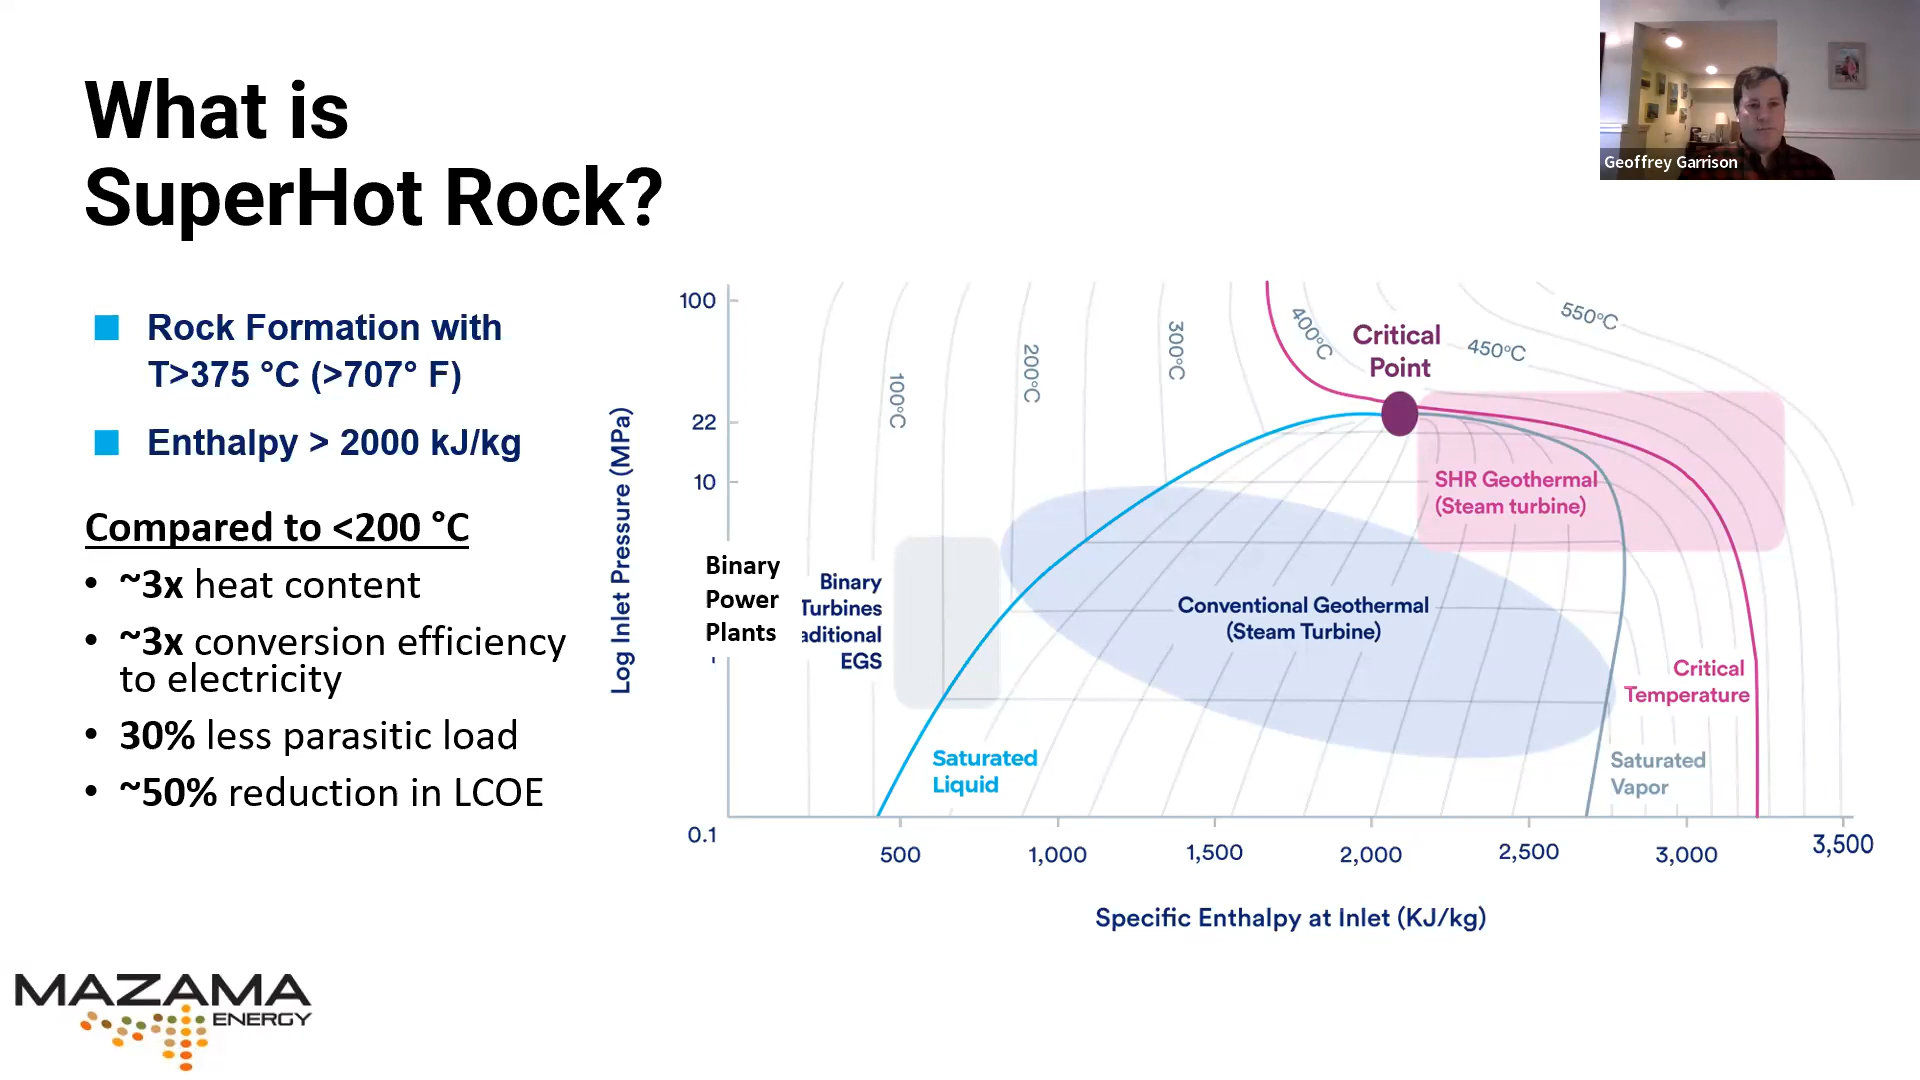 What is
SuperHot Rock?
Geoffrey Garrison
Rock Formation with
T>375 °C (>707° F)
Enthalpy > 2000 kJ/kg
Compared to <200 °C
• ~3x heat content
• ~3x conversion efficiency
to electricity
• 30% less parasitic load
• ~50% reduction in LCOE
Log Inlet Pressure (MPa)
100
22
10
0.1
100°C
200°C
300°C
400°C
450°C
550°C
Critical
Point
SHR Geothermal
(Steam turbine)
Binary
Power
Plants
Binary
Turbines
aditional
EGS
Conventional Geothermal
(Steam Turbine)
Critical
Temperature
Saturated
Liquid
Saturated
Vapor
500
1,000
1,500
2,000
2,500
3,000
3,500
Specific Enthalpy at Inlet (KJ/kg)
MAZAMA
ENERGY